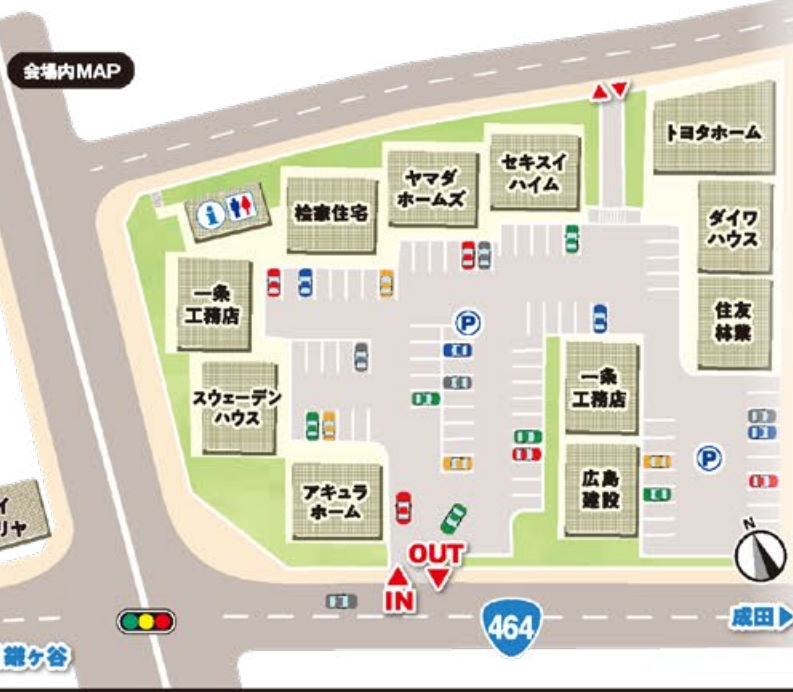 会場内MAP
トヨタホーム
セキスイ
ハイム
ヤマダ
ホームズ
桧家住宅
i
ダイワ
ハウス
一条
工務店
住友
林業
P
スウェーデン
ハウス
一条
工務店
アキュラ
ホーム
広島
建設
P
イ
リヤ
N
OUT
IN
464
成田
鎌ヶ谷